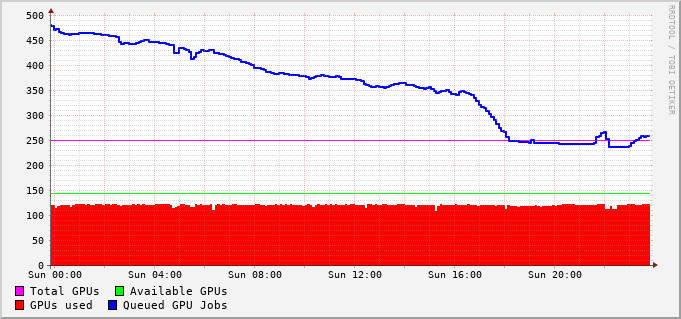 500
450
400
350
300
250
200
150
100
50
0
Sun 00:00 Sun 04:00 Sun 08:00 Sun 12:00 Sun 16:00 Sun 20:00
Total GPUs Available GPUs
GPUs used Queued GPU Jobs
RRDTOOL / TOBI OETIKER